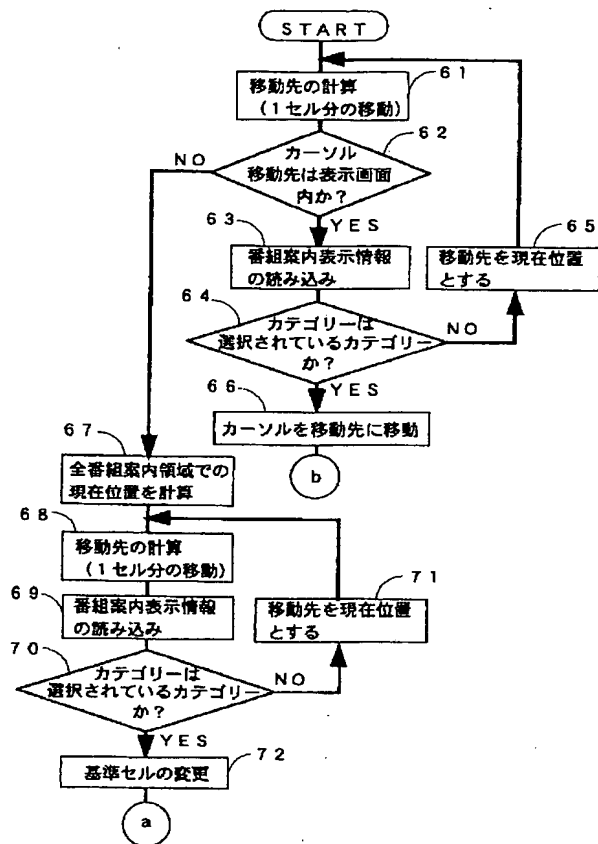 START
61
移動先の計算
(1セル分の移動)
62
NO
カーソル
移動先は表示画面
内か?
YES
63
65
番組案内表示情報
の読み込み
移動先を現在位置
とする
64
カテゴリーは
選択されているカテゴリー
か?
NO
YES
66
カーソルを移動先に移動
b
67
全番組案内領域での
現在位置を計算
68
移動先の計算
(1セル分の移動)
71
69
番組案内表示情報
の読み込み
移動先を現在位置
とする
70
カテゴリーは
選択されているカテゴリー
か?
NO
YES
72
基準セルの変更
a